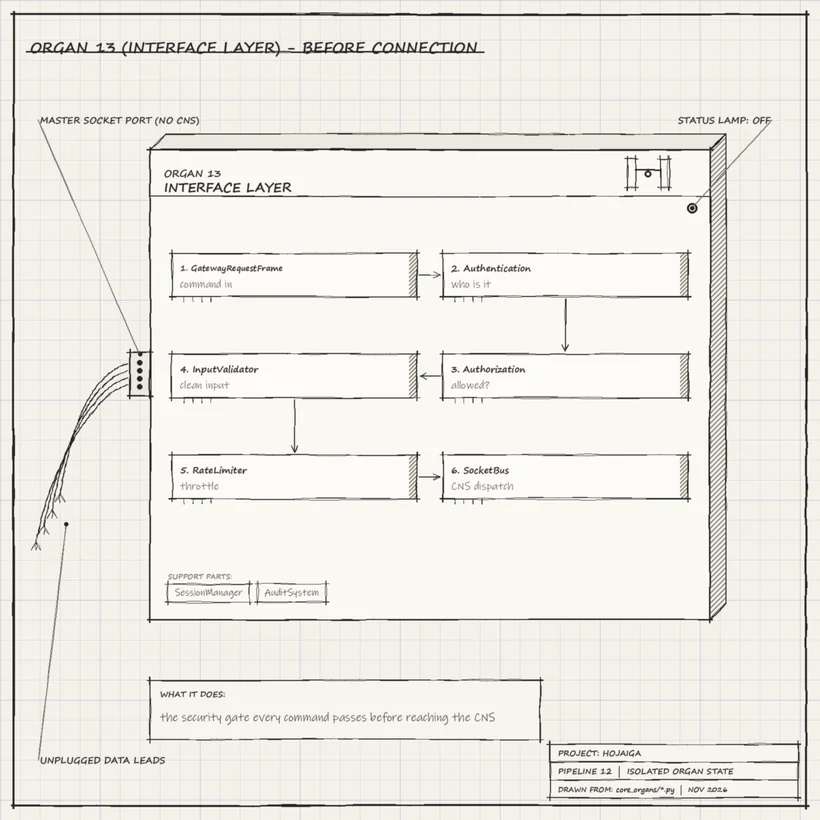 ORGAN 13 (INTERFACE LAYER) - BEFORE CONNECTION
MASTER SOCKET PORT (NO CNS)
STATUS LAMP: OFF
ORGAN 13
INTERFACE LAYER
1. GatewayRequestFrame
command in
2. Authentication
who is it
4. InputValidator
clean input
3. Authorization
allowed?
5. RateLimiter
throttle
6. SocketBus
CNS dispatch
SUPPORT PARTS:
SessionManager
AuditSystem
WHAT IT DOES:
the security gate every command passes before reaching the CNS
UNPLUGGED DATA LEADS
PROJECT: HOJAIGA
PIPELINE 12 | ISOLATED ORGAN STATE
DRAWN FROM: core_organs/*.py | NOV 2026